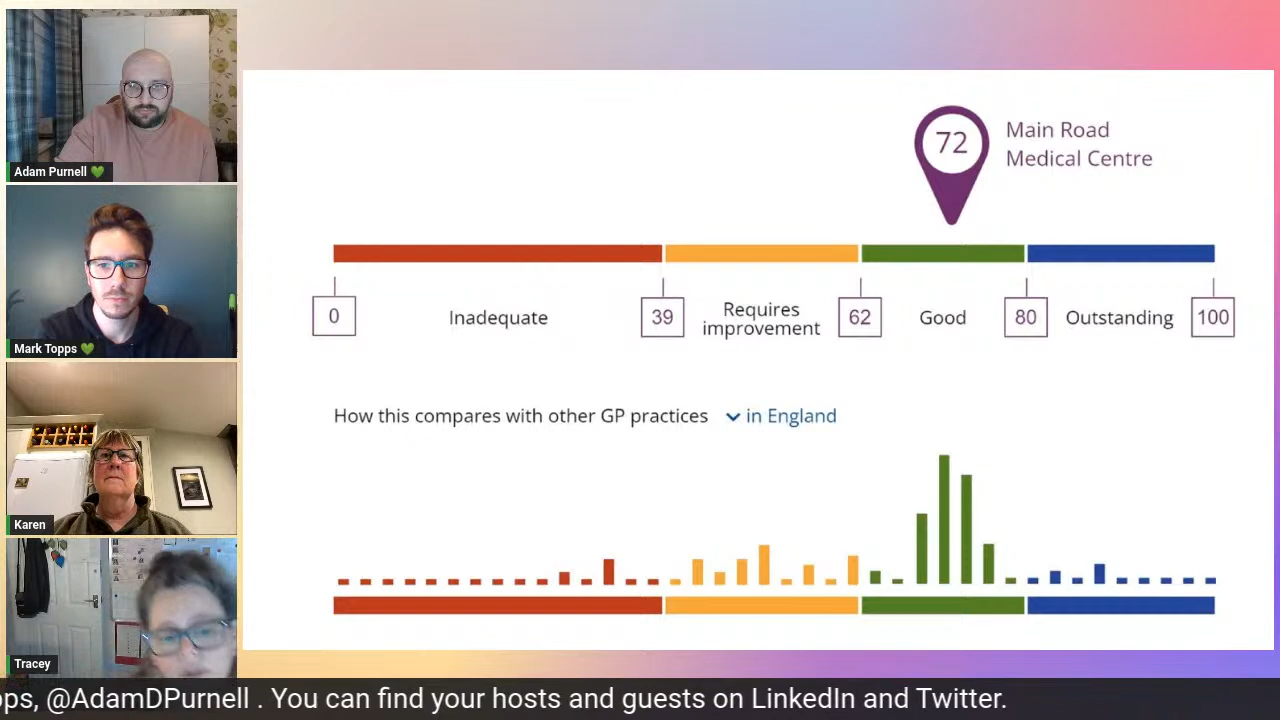 Adam Purnell 💚
Mark Topps 💚
Karen
Tracey
72
Main Road
Medical Centre
0
Inadequate
39
Requires
improvement
62
Good
80
Outstanding
100
How this compares with other GP practices in England
pps, @AdamDPurnell . You can find your hosts and guests on LinkedIn and Twitter.